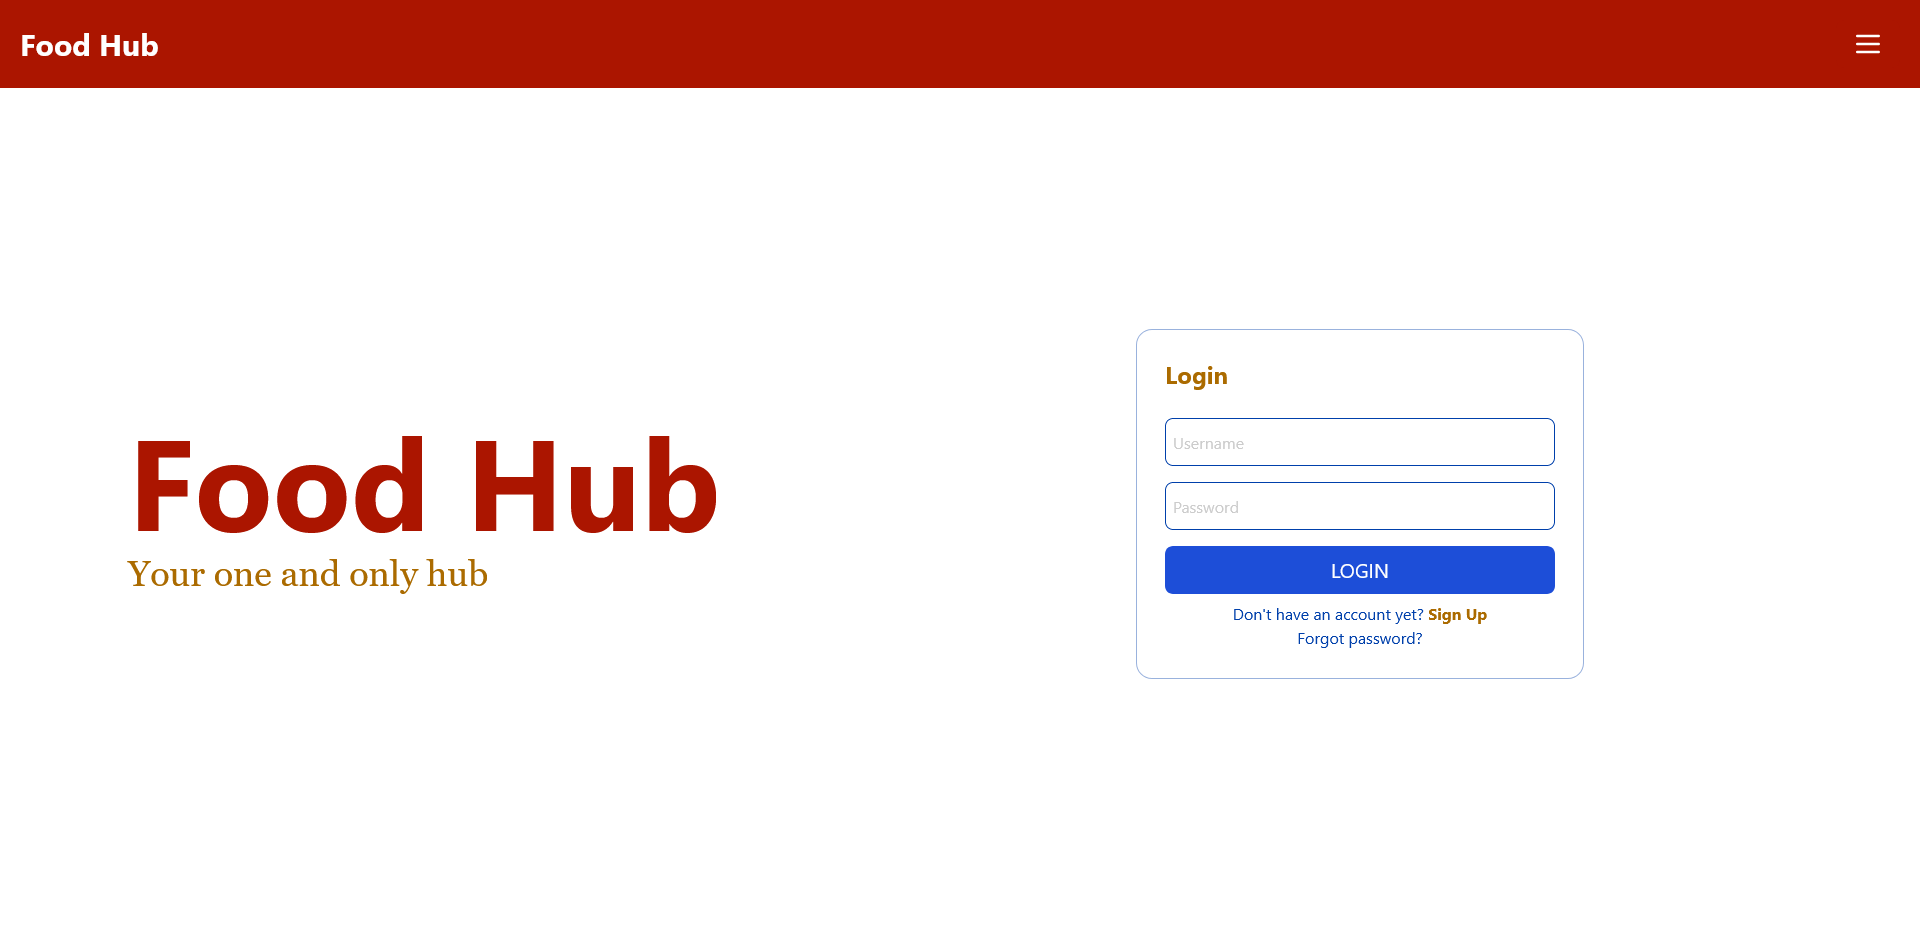 Food Hub
Food Hub
Your one and only hub
Login
Username
Password
LOGIN
Don't have an account yet? Sign Up
Forgot password?